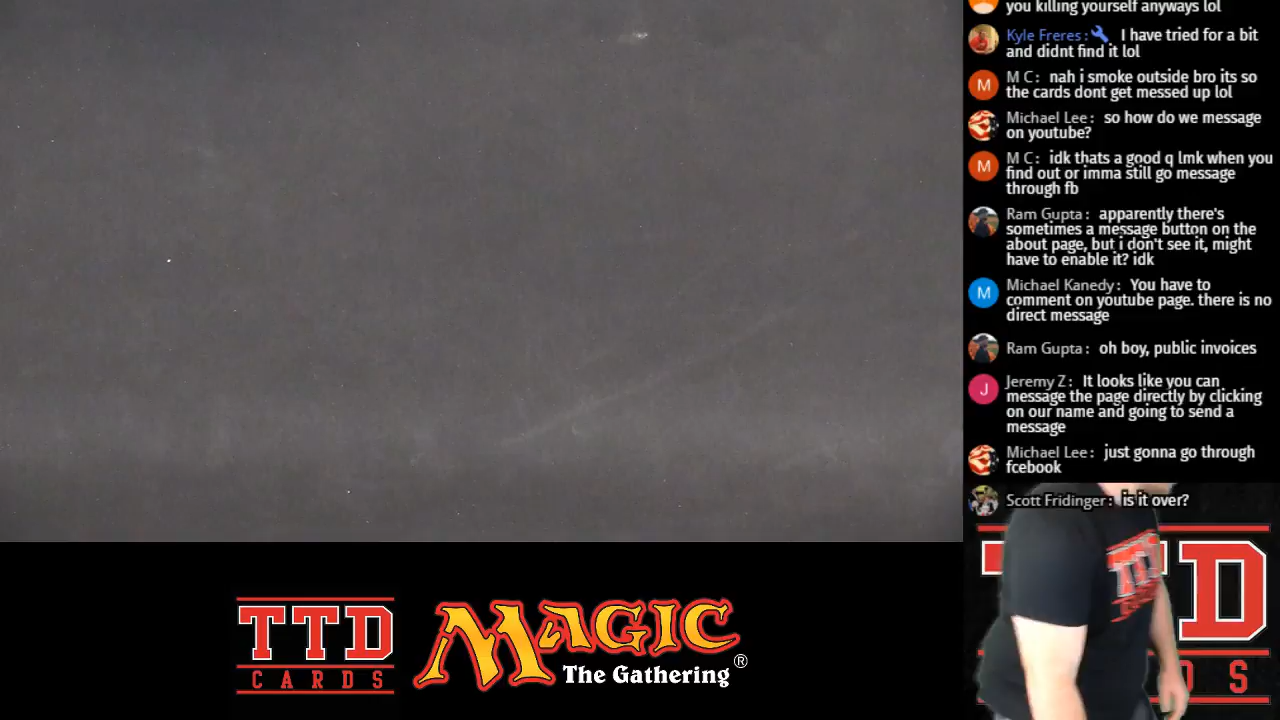 you killing yourself anyways lol
Kyle Freres: I have tried for a bit
and didnt find it lol
M C: nah i smoke outside bro its so
the cards dont get messed up lol
Michael Lee: so how do we message
on youtube?
M C: idk thats a good q lmk when you
find out or imma still go message
through fb
Ram Gupta: apparently there's
sometimes a message button on the
about page, but i don't see it, might
have to enable it? idk
Michael Kanedy: You have to
comment on youtube page. there is no
direct message
Ram Gupta: oh boy, public invoices
Jeremy Z: It looks like you can
message the page directly by clicking
on our name and going to send a
message
Michael Lee: just gonna go through
fcebook
Scott Fridinger: is it over?
TTD
CARDS
MAGIC
The Gathering®